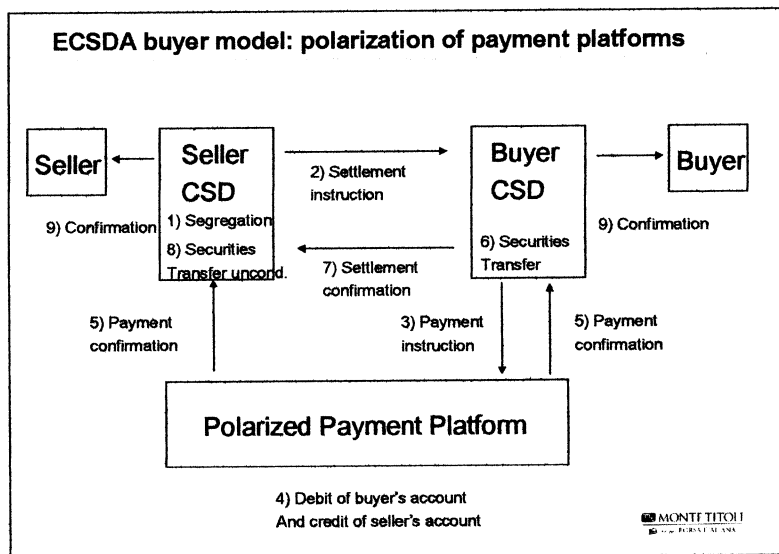 ECSDA buyer model: polarization of payment platforms
Seller
Seller
CSD
1) Segregation
8) Securities
Transfer uncond.
2) Settlement
instruction
7) Settlement
confirmation
Buyer
CSD
6) Securities
Transfer
Buyer
9) Confirmation
9) Confirmation
5) Payment
confirmation
3) Payment
instruction
5) Payment
confirmation
Polarized Payment Platform
4) Debit of buyer's account
And credit of seller's account
MONTE TITOLI